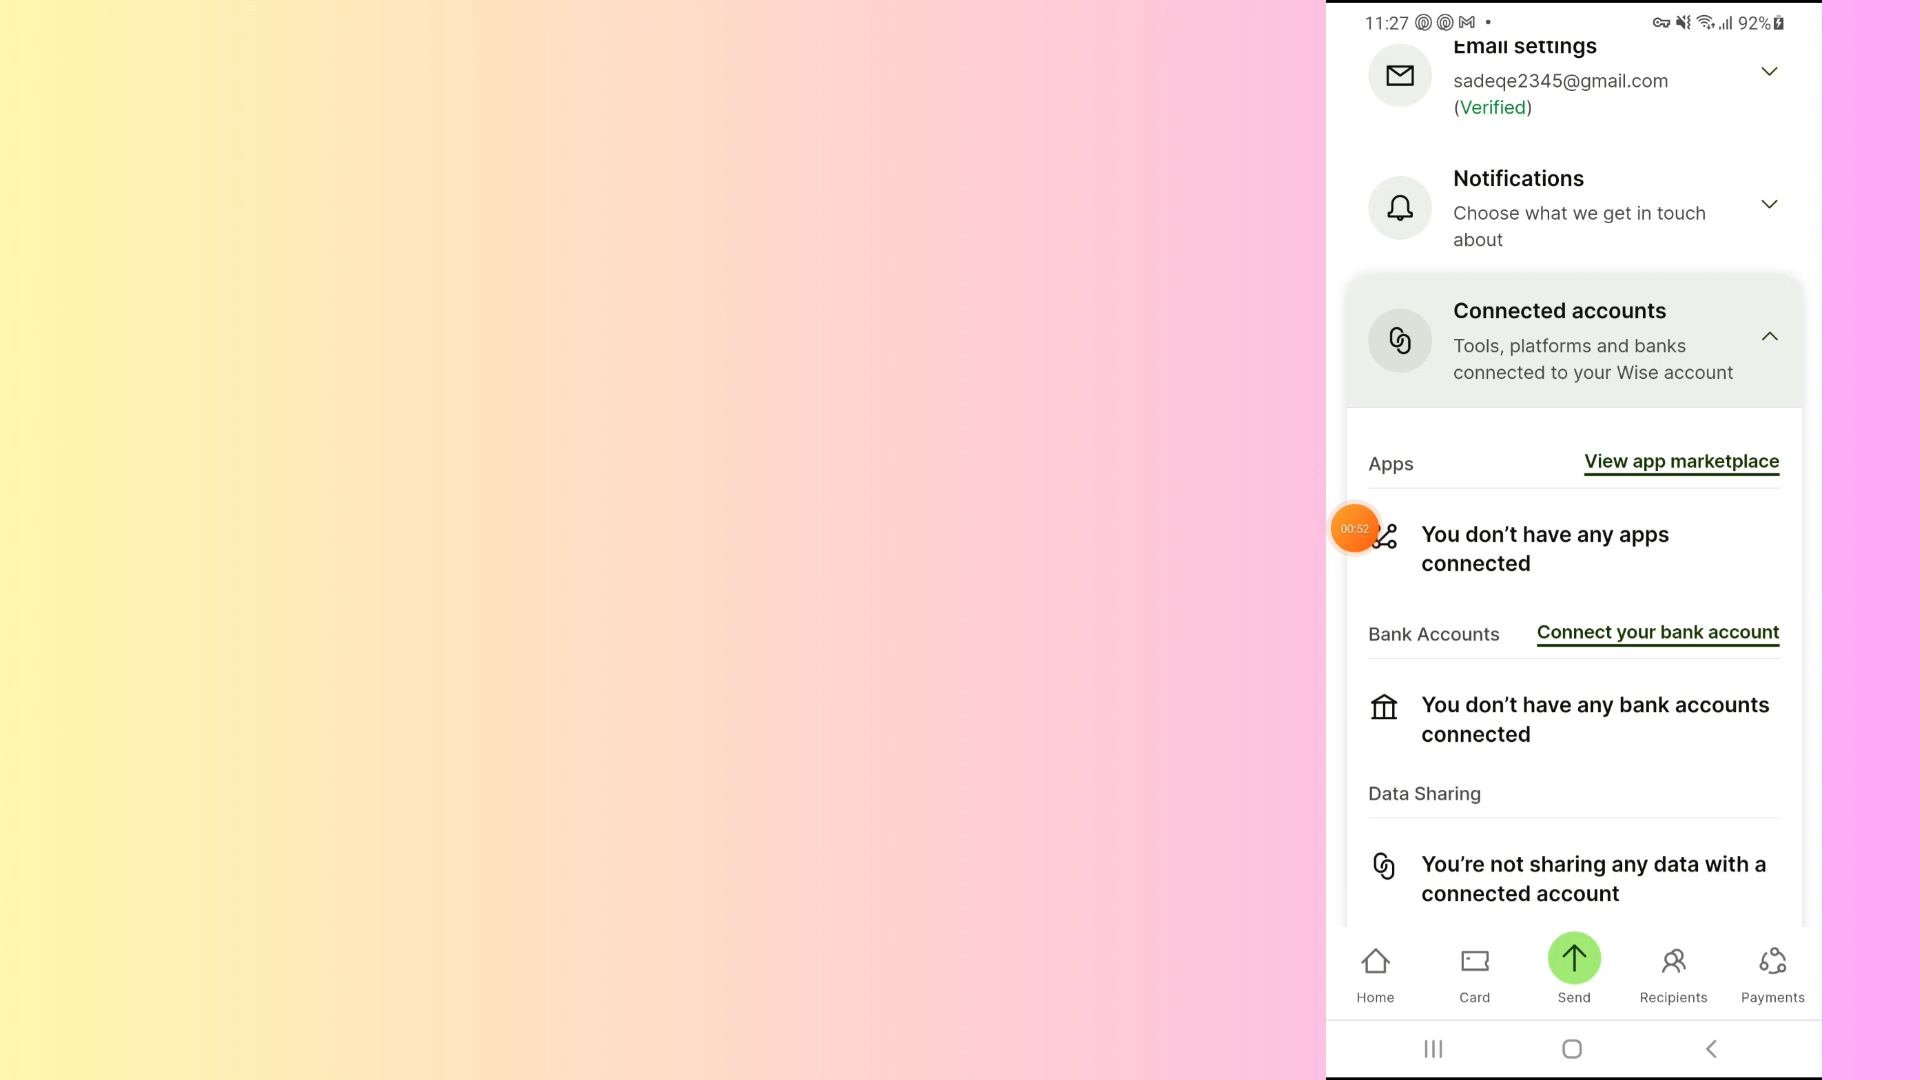 11:27
92%
Email settings
sadeqe2345@gmail.com
(Verified)
Notifications
Choose what we get in touch
about
Connected accounts
Tools, platforms and banks
connected to your Wise account
Apps
View app marketplace
00:52
You don’t have any apps
connected
Bank Accounts
Connect your bank account
You don’t have any bank accounts
connected
Data Sharing
You’re not sharing any data with a
connected account
Home
Card
Send
Recipients
Payments